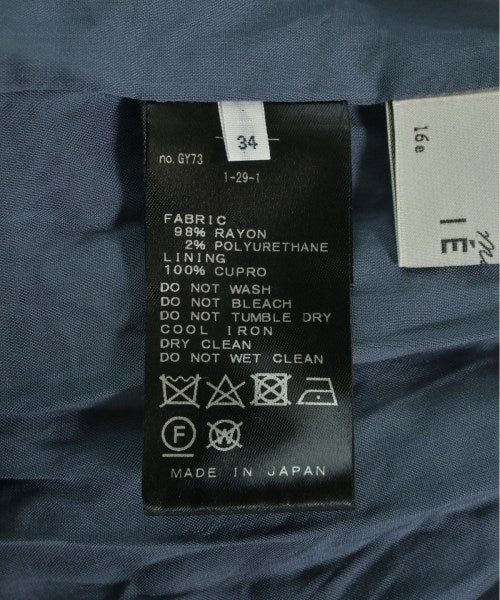 34
no. GY73
1-29-1
FABRIC
98% RAYON
2% POLYURETHANE
LINING
100% CUPRO
DO NOT WASH
DO NOT BLEACH
DO NOT TUMBLE DRY
COOL IRON
DRY CLEAN
DO NOT WET CLEAN
F W
MADE IN JAPAN
16e
IÉ